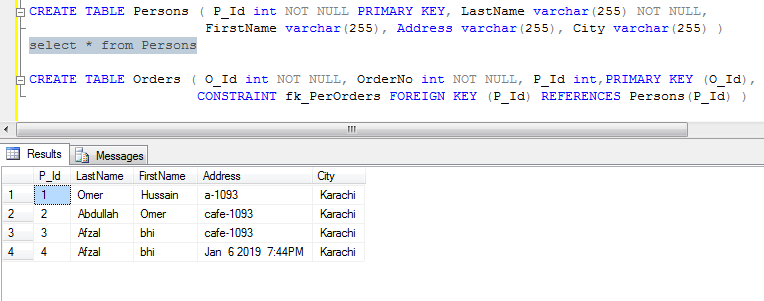 CREATE TABLE Persons ( P_Id int NOT NULL PRIMARY KEY, LastName varchar(255) NOT NULL,
FirstName varchar(255), Address varchar(255), City varchar(255) )
select * from Persons
CREATE TABLE Orders ( O_Id int NOT NULL, OrderNo int NOT NULL, P_Id int,PRIMARY KEY (O_Id),
CONSTRAINT fk_PerOrders FOREIGN KEY (P_Id) REFERENCES Persons(P_Id) )
Results Messages
P_Id LastName FirstName Address City
1 1 Omer Hussain a-1093 Karachi
2 2 Abdullah Omer cafe-1093 Karachi
3 3 Afzal bhi cafe-1093 Karachi
4 4 Afzal bhi Jan 6 2019 7:44PM Karachi